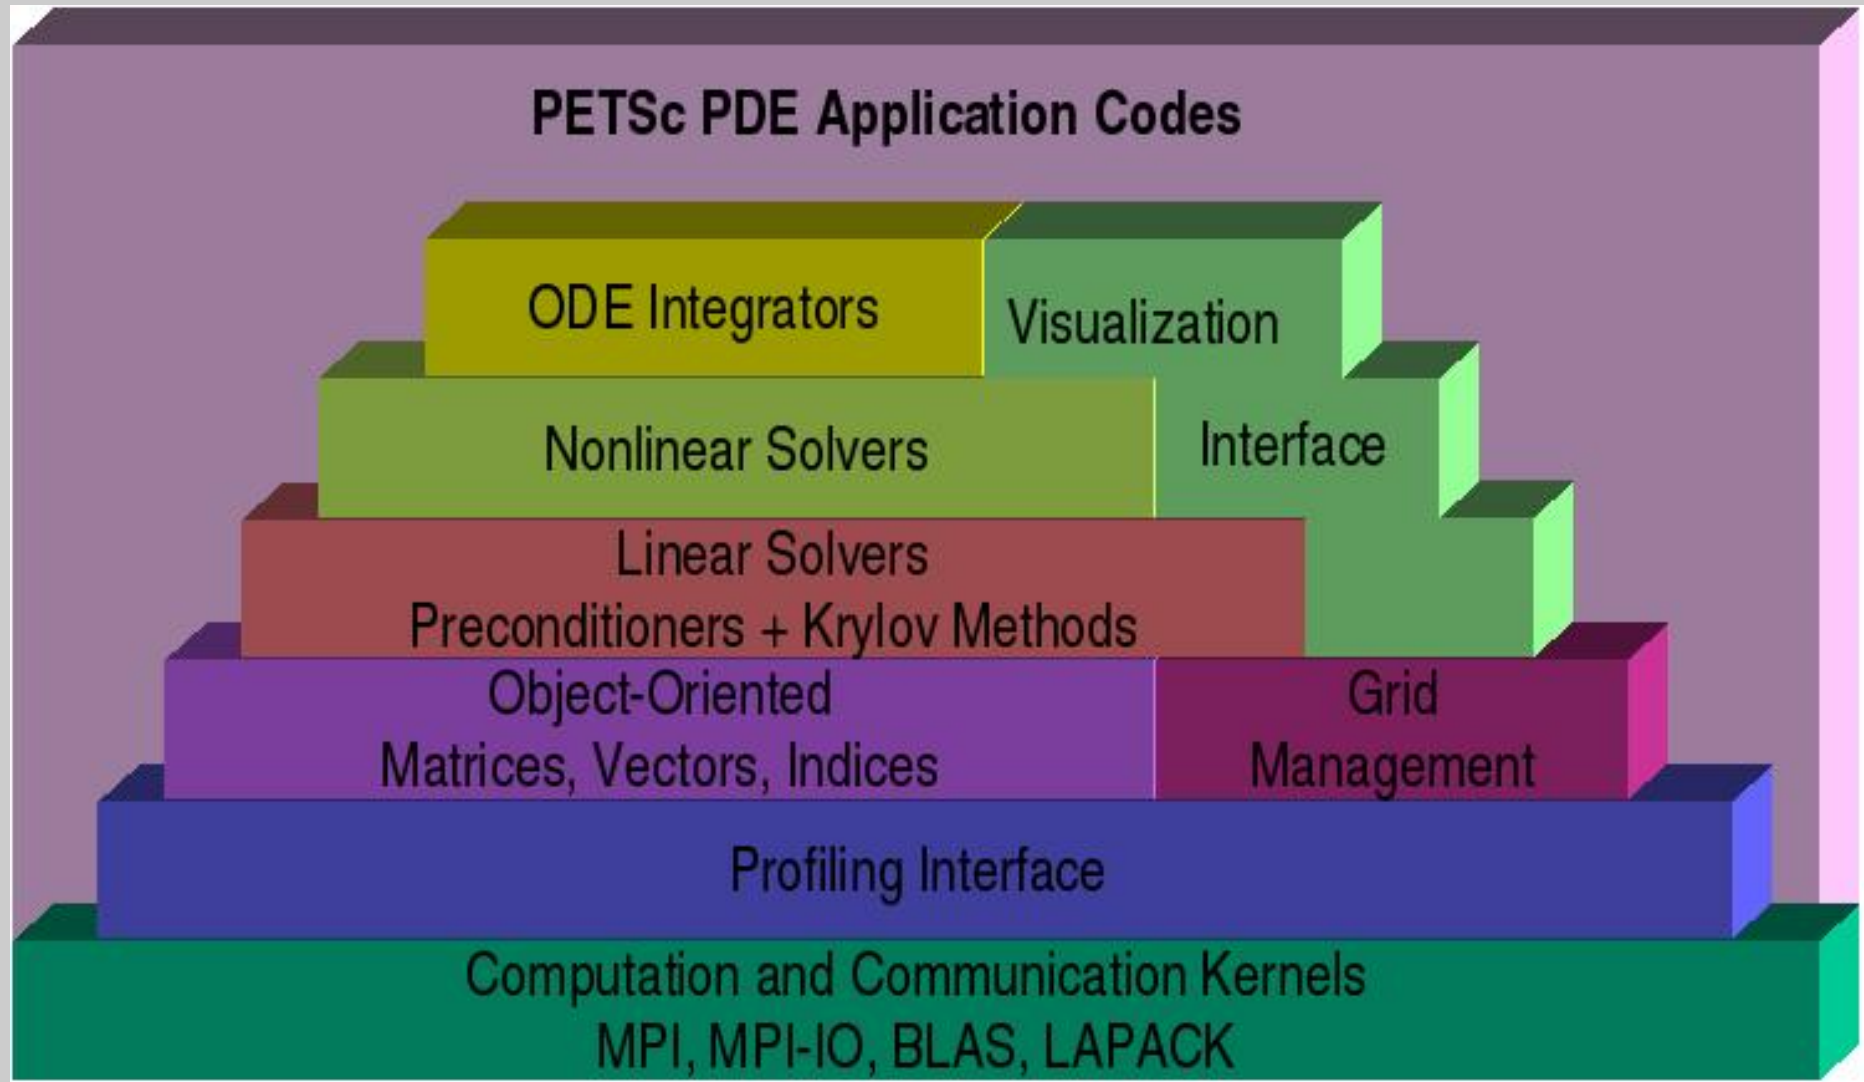 PETSc PDE Application Codes
ODE Integrators
Visualization
Nonlinear Solvers
Interface
Linear Solvers
Preconditioners + Krylov Methods
Object-Oriented
Matrices, Vectors, Indices
Grid
Management
Profiling Interface
Computation and Communication Kernels
MPI, MPI-IO, BLAS, LAPACK